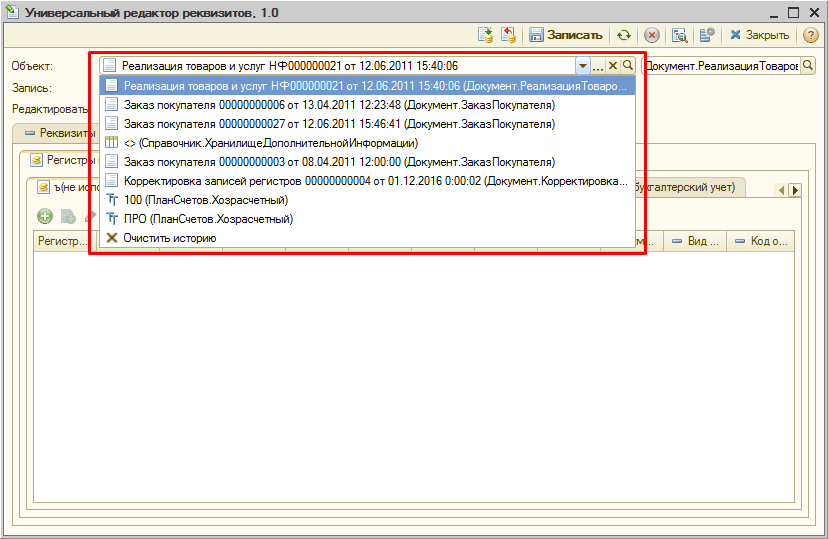 Универсальный редактор реквизитов, 1.0
Записать
Закрыть
Объект:
Реализация товаров и услуг НФ000000021 от 12.06.2011 15:40:06
Документ.РеализацияТоваров
Реализация товаров и услуг НФ000000021 от 12.06.2011 15:40:06 (Документ.РеализацияТоваро...
Запись:
Заказ покупателя 00000000006 от 13.04.2011 12:23:48 (Документ.ЗаказПокупателя)
Редактировать
Заказ покупателя 00000000027 от 12.06.2011 15:46:41 (Документ.ЗаказПокупателя)
Реквизиты
<> (Справочник.ХранилищеДополнительнойИнформации)
Регистры
Заказ покупателя 00000000003 от 08.04.2011 12:00:00 (Документ.ЗаказПокупателя)
ъ(не испо
Корректировка записей регистров 00000000004 от 01.12.2016 0:00:02 (Документ.Корректировка...
бухгалтерский учет)
100 (ПланСчетов.Хозрасчетный)
ПРО (ПланСчетов.Хозрасчетный)
Очистить историю
Регистр...
м...
Вид ...
Код о...